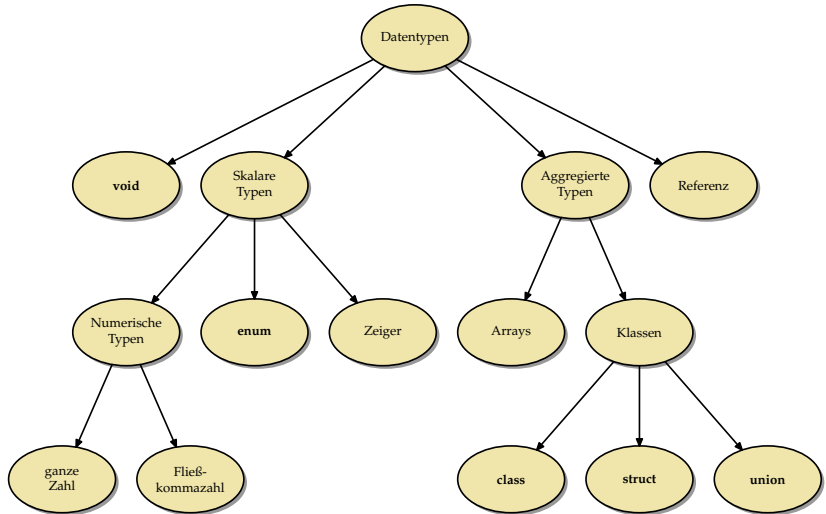 Datentypen
void
Skalare
Typen
Aggregierte
Typen
Referenz
Numerische
Typen
enum
Zeiger
Arrays
Klassen
ganze
Zahl
Fließ-
kommazahl
class
struct
union